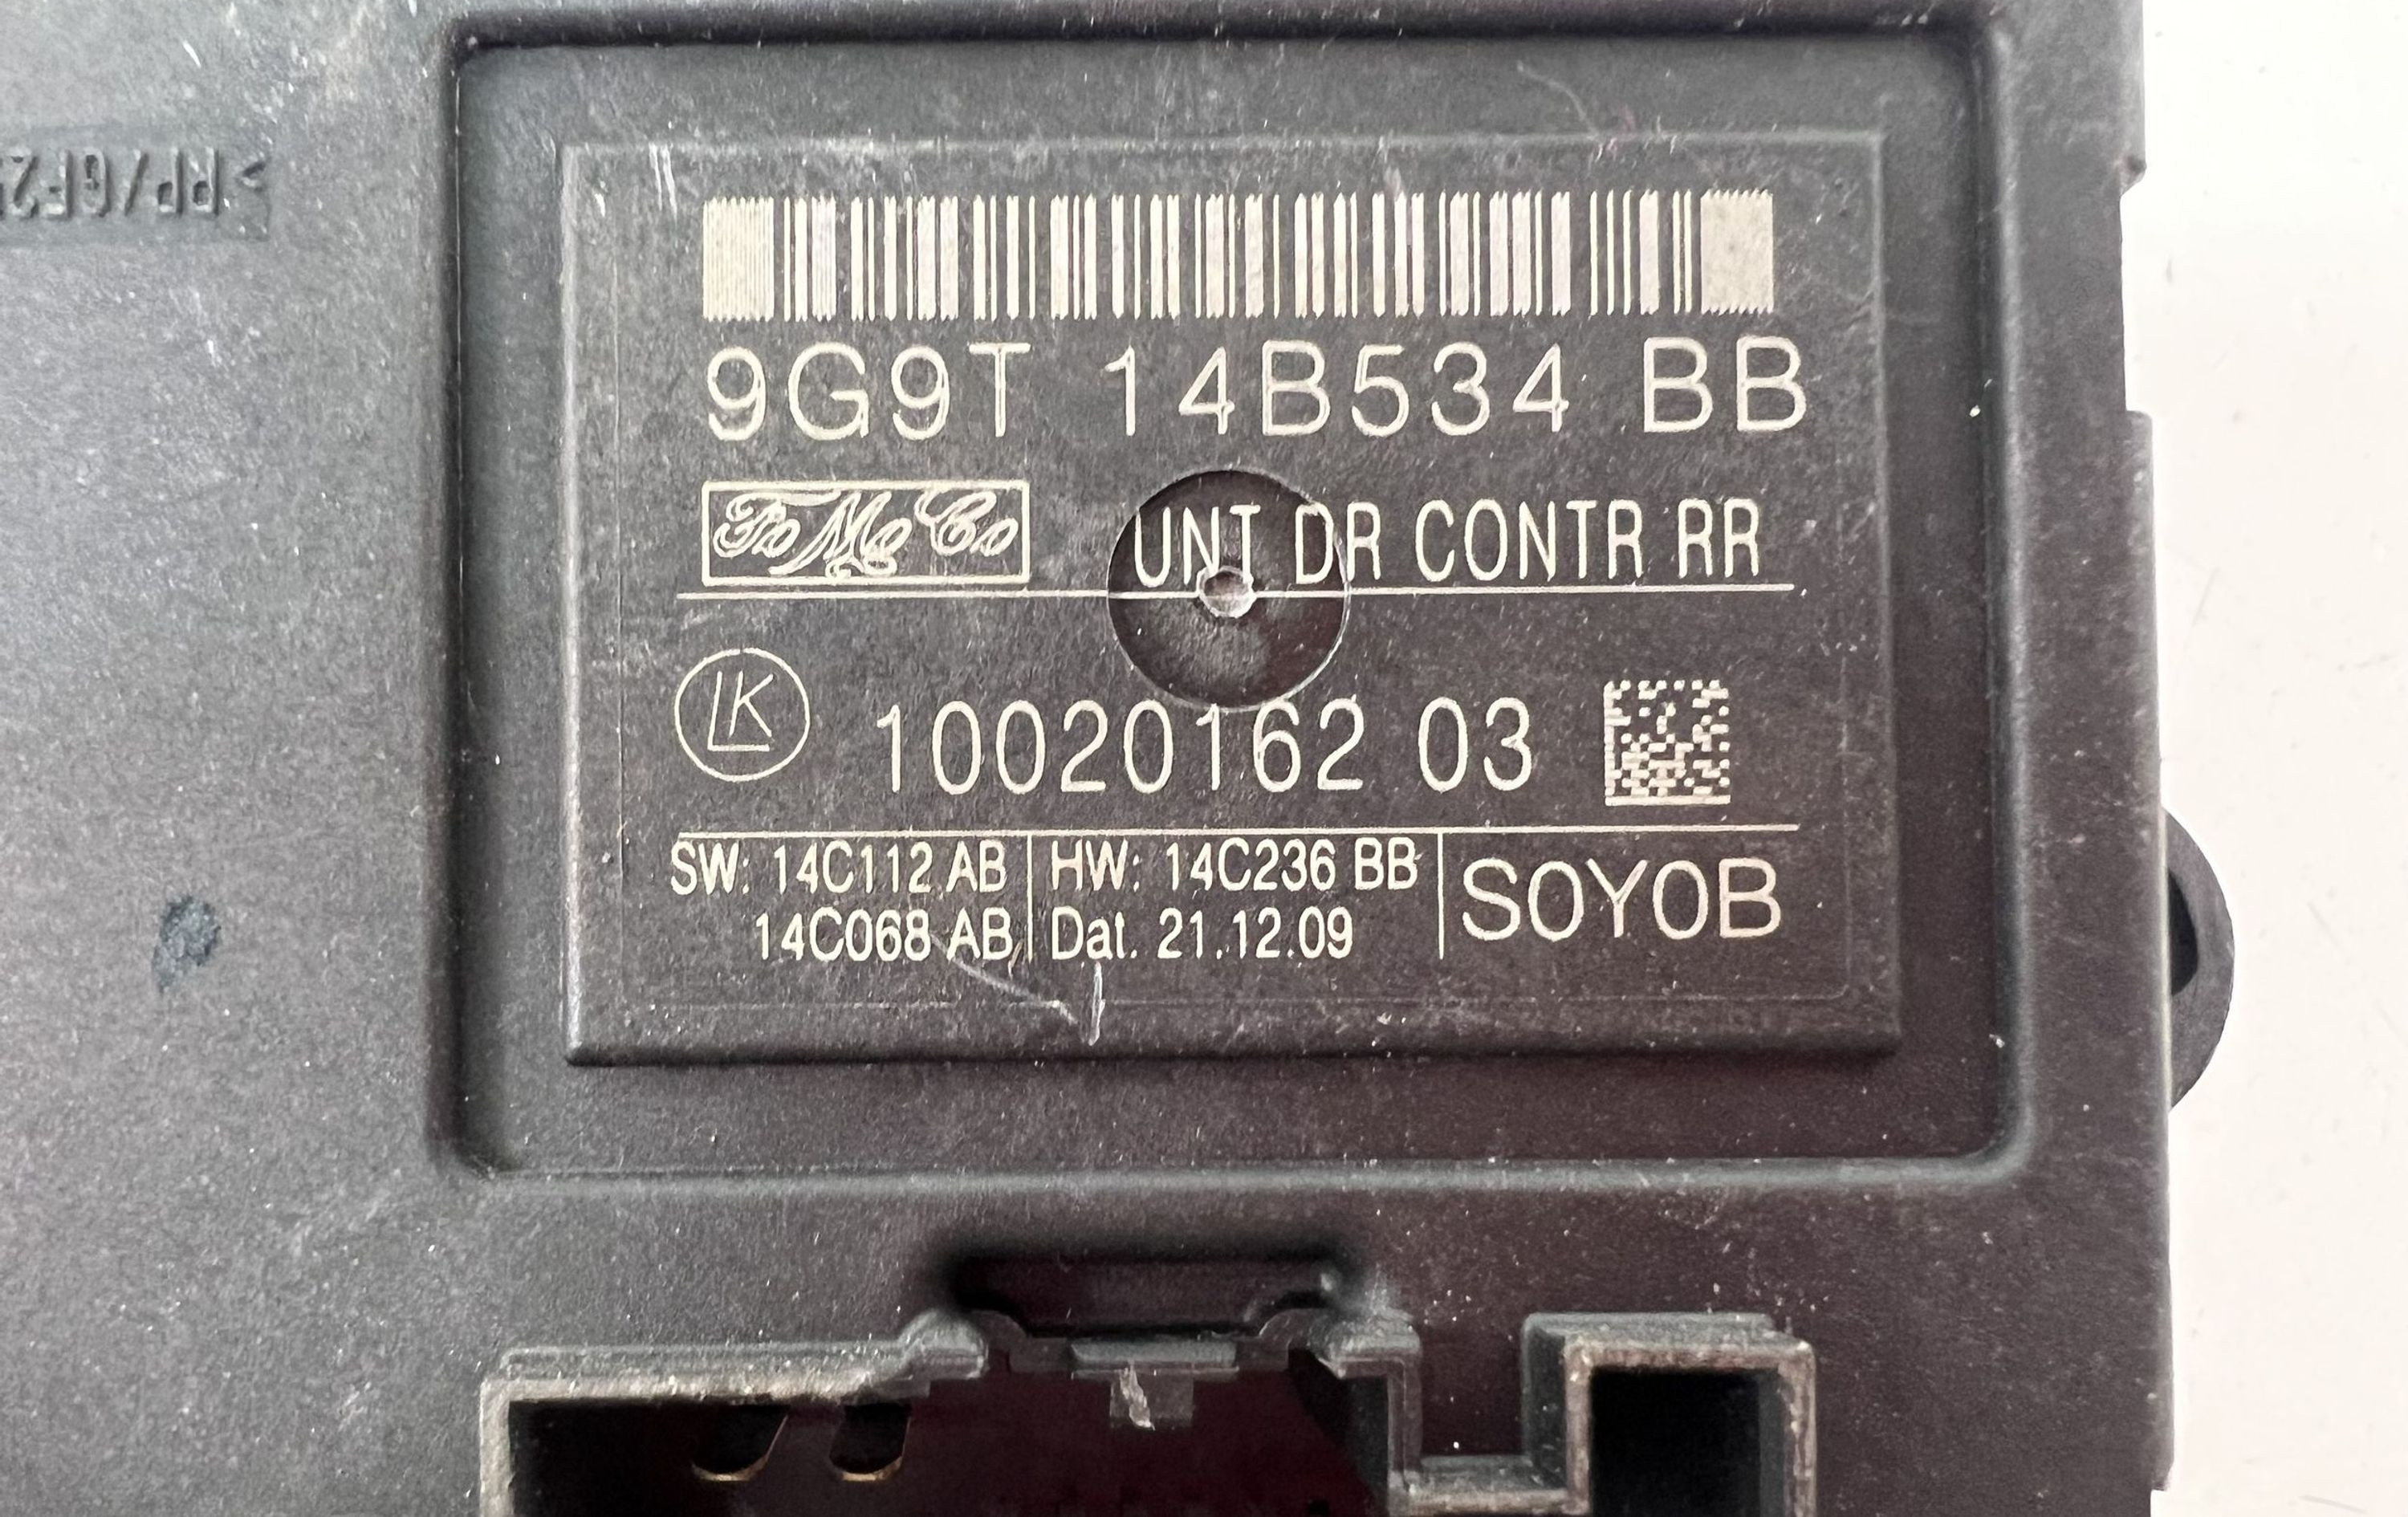 9G9T 14B534 BB
FoMoCo
UNT DR CONTR RR
LK
10020162 03
SW: 14C112 AB
14C068 AB
HW: 14C236 BB
Dat. 21.12.09
SOYOB